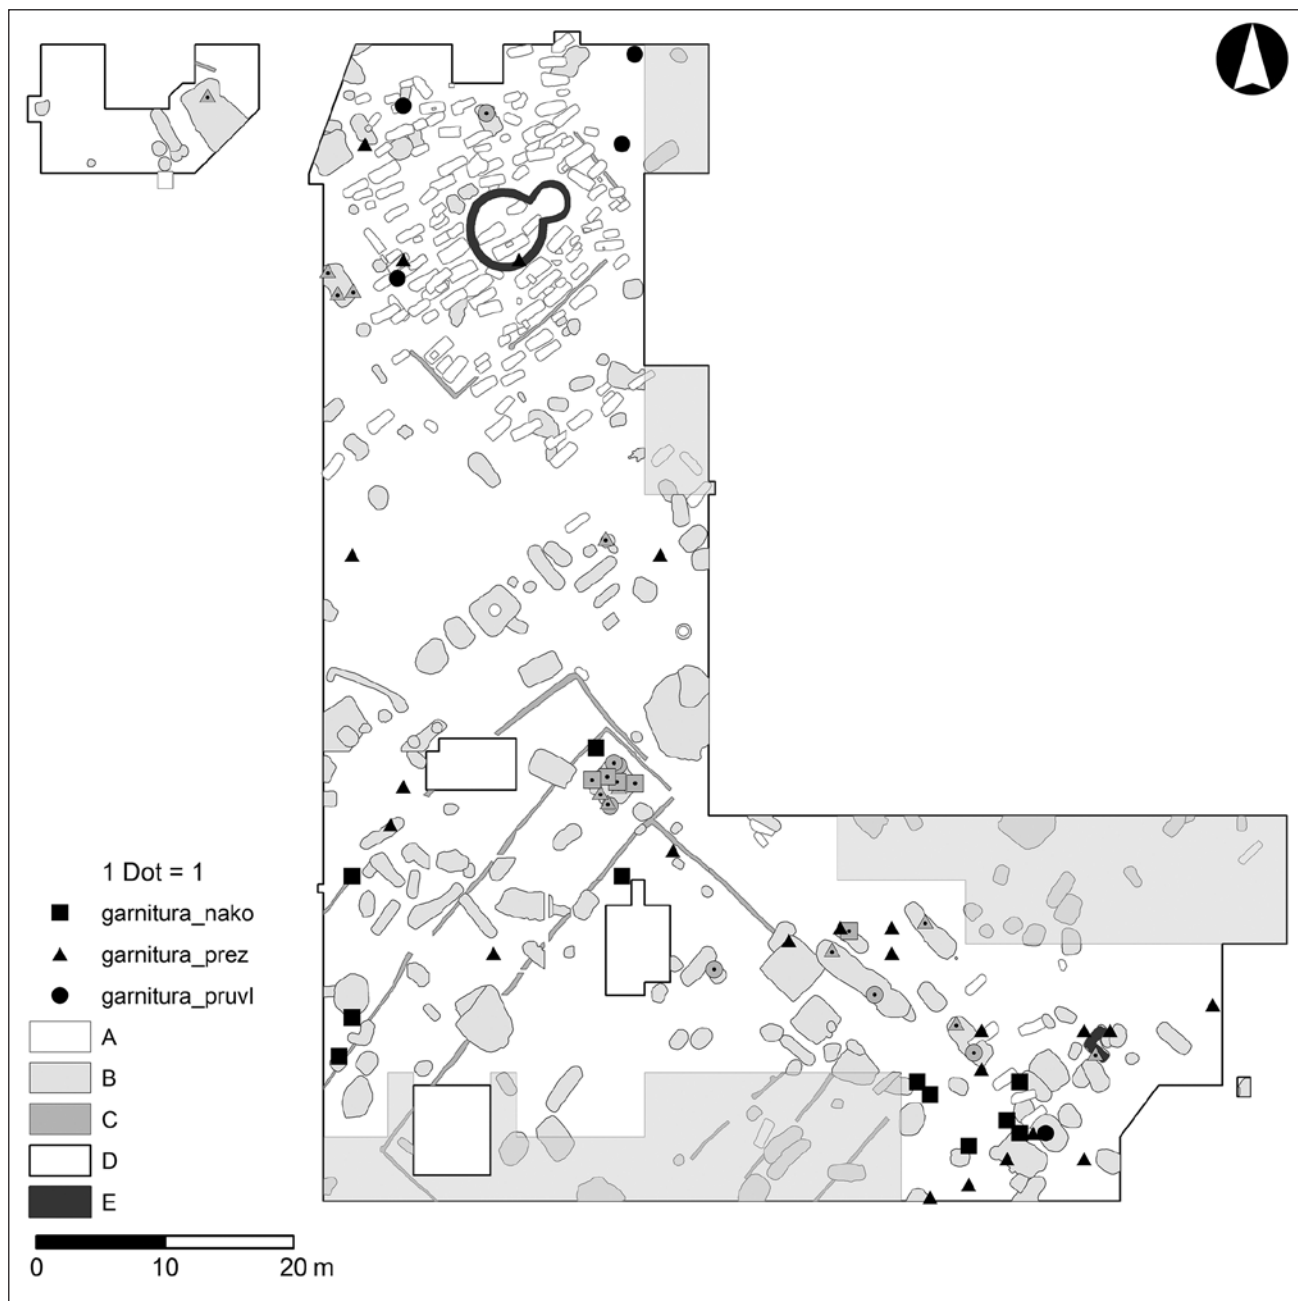 1 Dot = 1
garnitura_nako
garnitura_prez
garnitura_pruvl
A
B
C
D
E
0 10 20 m